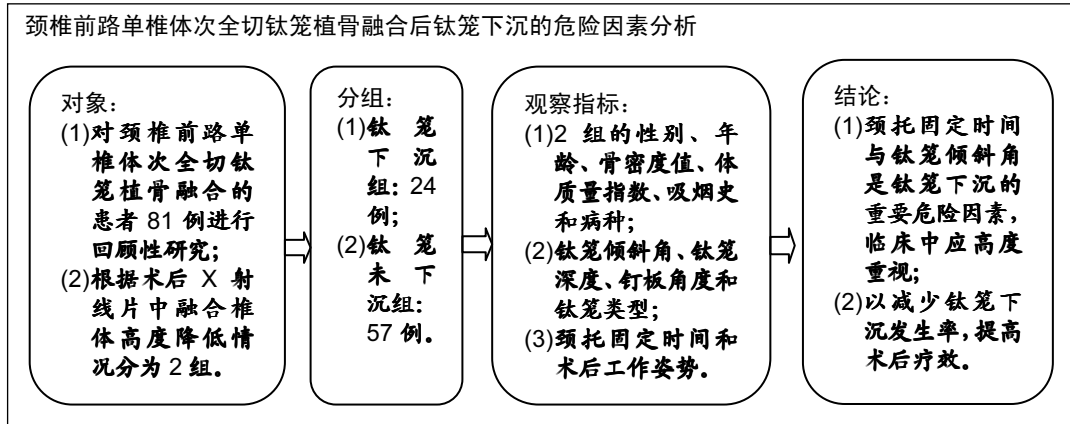 颈椎前路单椎体次全切钛笼植骨融合后钛笼下沉的危险因素分析
对象：
(1)对颈椎前路单
椎体次全切钛
笼植骨融合的
患者 81 例进行
回顾性研究;
(2)根据术后 X 射
线片中融合椎
体高度降低情
况分为 2 组。
分组：
(1)钛笼
下沉
组: 24
例;
(2)钛笼
未下
沉组:
57 例。
观察指标：
(1)2 组的性别、年
龄、骨密度值、体
质量指数、吸烟史
和病种;
(2)钛笼倾斜角、钛笼
深度、钉板角度和
钛笼类型;
(3)颈托固定时间和
术后工作姿势。
结论：
(1)颈托固定时间
与钛笼倾斜角
是钛笼下沉的
重要危险因素,
临床中应高度
重视;
(2)以减少钛笼下
沉发生率,提高
术后疗效。